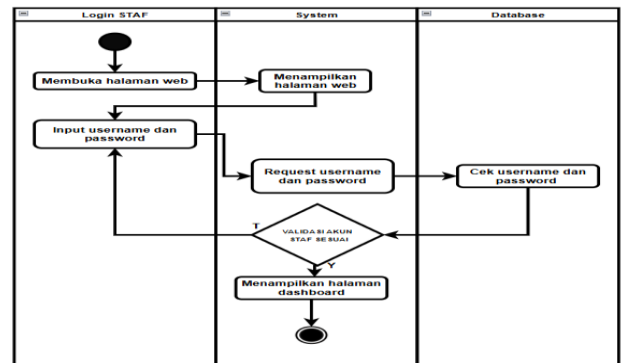 Login STAF
System
Database
Membuka halaman web
Menampilkan
halaman web
Input username dan
password
Request username
dan password
Cek username dan
password
T
VALIDASI AKUN
STAF SESUAI
Y
Menampilkan halaman
dashboard